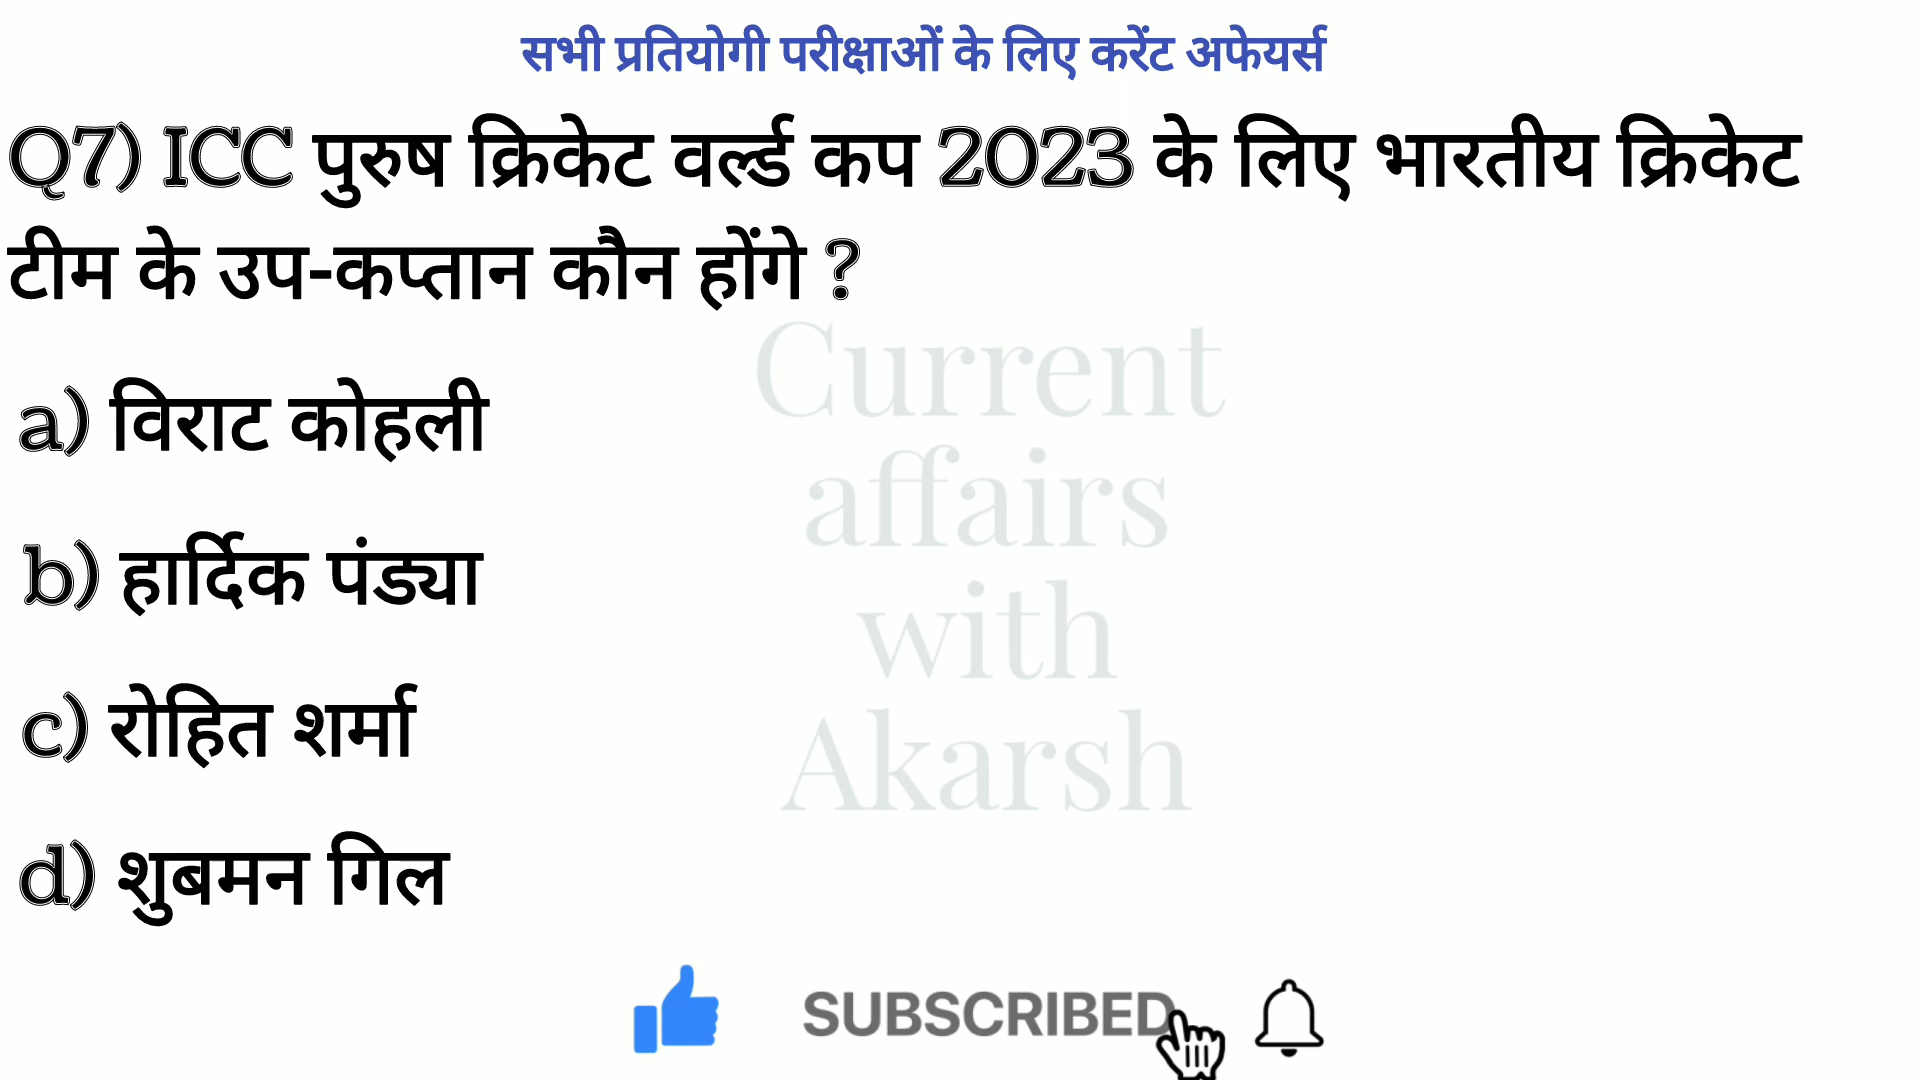 सभी प्रतियोगी परीक्षाओं के लिए करेंट अफेयर्स
Q7) ICC पुरुष क्रिकेट वर्ल्ड कप 2023 के लिए भारतीय क्रिकेट
टीम के उप-कप्तान कौन होंगे ?
a) विराट कोहली
b) हार्दिक पंड्या
c) रोहित शर्मा
d) शुबमन गिल
Current
affairs
with
Akarsh
SUBSCRIBED